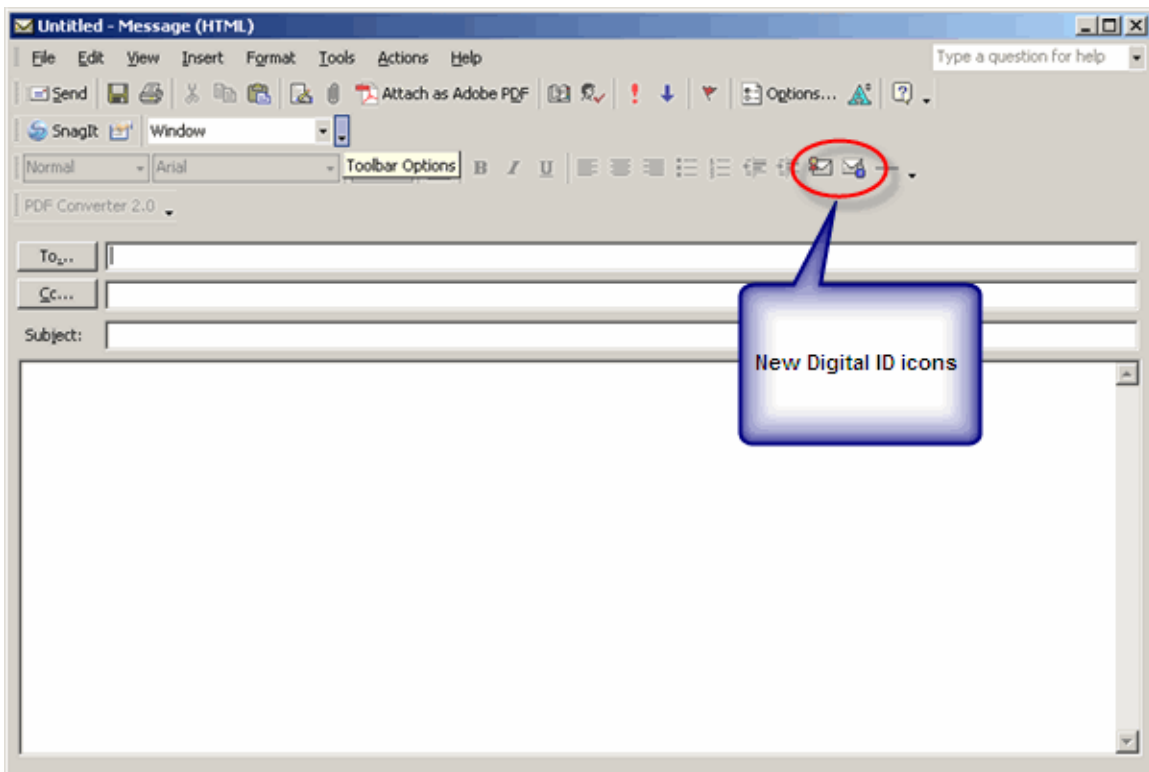 Untitled - Message (HTML)
File Edit View Insert Format Tools Actions Help Type a question for help
Send Attach as Adobe PDF Options...
SnagIt Window
Normal Arial Toolbar Options B I U
PDF Converter 2.0
To...
Cc...
Subject:
New Digital ID icons